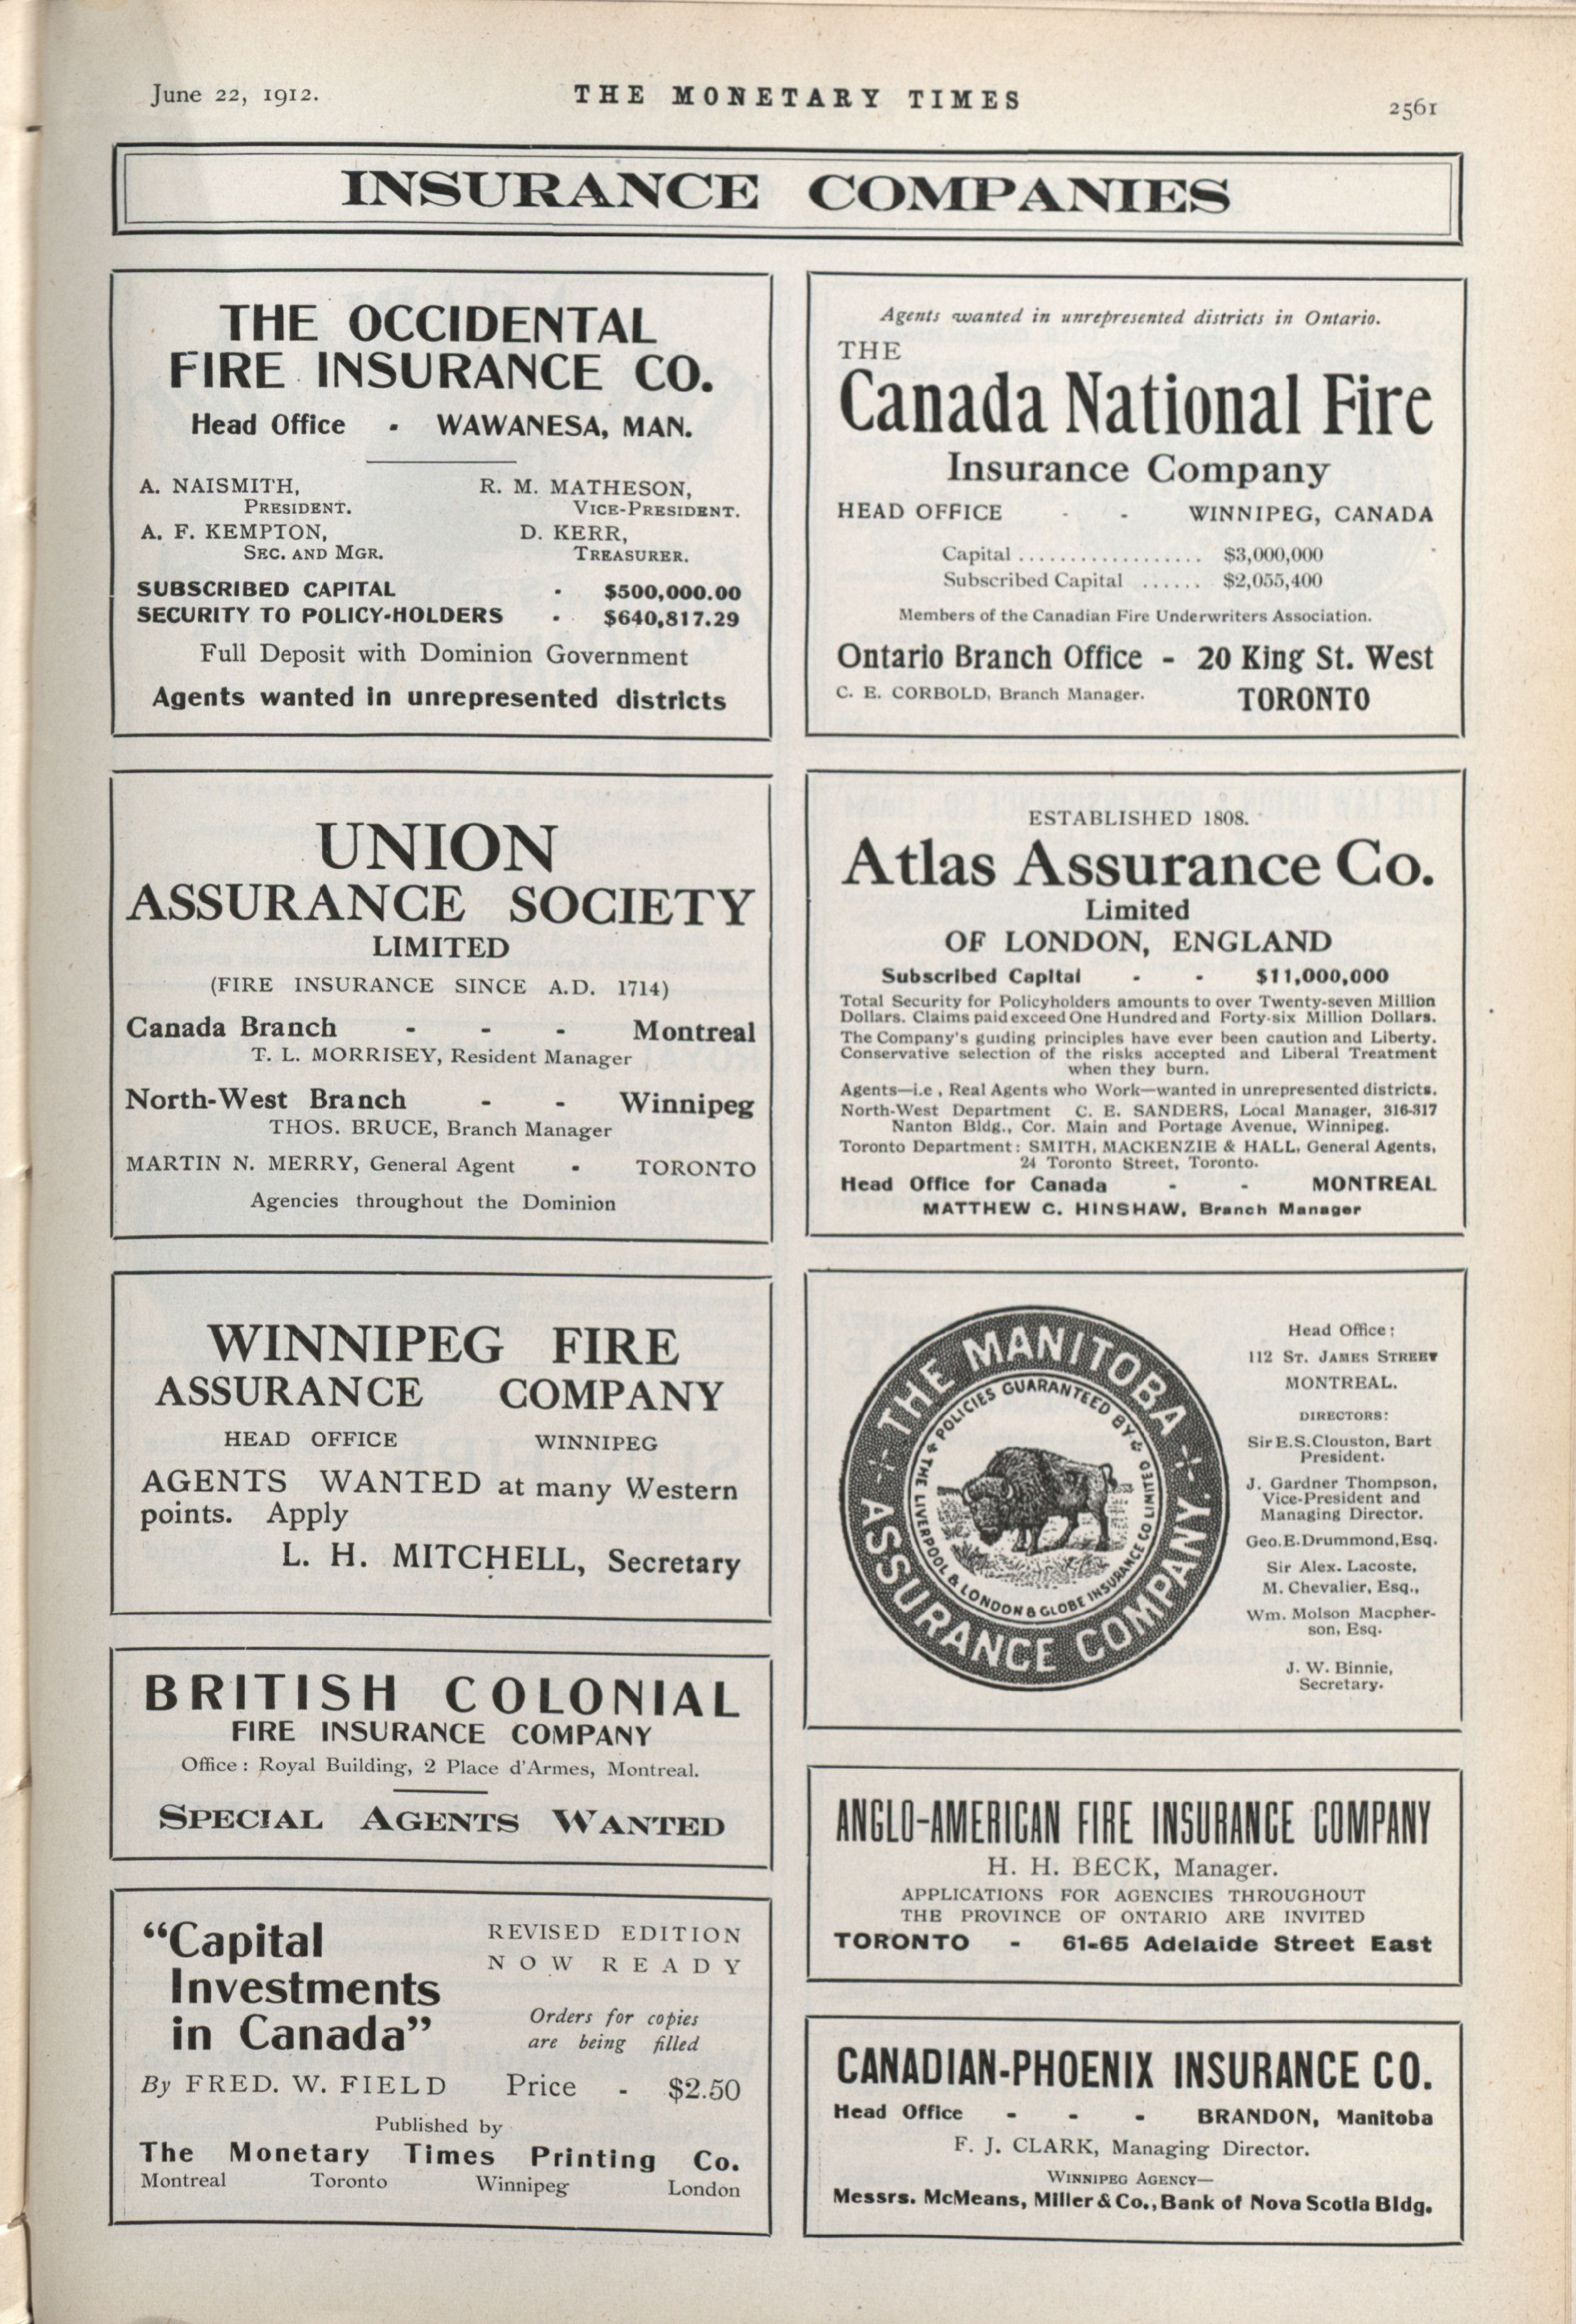 June 22, 1912.
THE MONETARY TIMES
2561
INSURANCE COMPANIES
THE OCCIDENTAL
FIRE INSURANCE CO.
Head Office - WAWANESA, MAN.
A. NAISMITH,
PRESIDENT.
R. M. MATHESON,
VICE-PRESIDENT.
A. F. KEMPTON,
SEC. AND MGR.
D. KERR,
TREASURER.
SUBSCRIBED CAPITAL - $500,000.00
SECURITY TO POLICY-HOLDERS - $640,817.29
Full Deposit with Dominion Government
Agents wanted in unrepresented districts
UNION
ASSURANCE SOCIETY
LIMITED
(FIRE INSURANCE SINCE A.D. 1714)
Canada Branch - - - Montreal
T. L. MORRISEY, Resident Manager
North-West Branch - - Winnipeg
THOS. BRUCE, Branch Manager
MARTIN N. MERRY, General Agent - TORONTO
Agencies throughout the Dominion
WINNIPEG FIRE
ASSURANCE COMPANY
HEAD OFFICE WINNIPEG
AGENTS WANTED at many Western
points. Apply
L. H. MITCHELL, Secretary
BRITISH COLONIAL
FIRE INSURANCE COMPANY
Office : Royal Building, 2 Place d'Armes, Montreal.
SPECIAL AGENTS WANTED
"Capital
Investments
in Canada"
By FRED. W. FIELD
REVISED EDITION
NOW READY
Orders for copies
are being filled
Price - $2.50
Published by
The Monetary Times Printing Co.
Montreal Toronto Winnipeg London
Agents wanted in unrepresented districts in Ontario.
THE
Canada National Fire
Insurance Company
HEAD OFFICE - - WINNIPEG, CANADA
Capital .................. $3,000,000
Subscribed Capital ...... $2,055,400
Members of the Canadian Fire Underwriters Association.
Ontario Branch Office - 20 King St. West
C. E. CORBOLD, Branch Manager. TORONTO
ESTABLISHED 1808.
Atlas Assurance Co.
Limited
OF LONDON, ENGLAND
Subscribed Capital - - $11,000,000
Total Security for Policyholders amounts to over Twenty-seven Million
Dollars. Claims paid exceed One Hundred and Forty-six Million Dollars.
The Company's guiding principles have ever been caution and Liberty.
Conservative selection of the risks accepted and Liberal Treatment
when they burn.
Agents—i.e , Real Agents who Work—wanted in unrepresented districts.
North-West Department C. E. SANDERS, Local Manager, 316-317
Nanton Bldg., Cor. Main and Portage Avenue, Winnipeg.
Toronto Department : SMITH, MACKENZIE & HALL, General Agents,
24 Toronto Street, Toronto.
Head Office for Canada - - MONTREAL
MATTHEW C. HINSHAW, Branch Manager
THE MANITOBA
ASSURANCE COMPANY.
POLICIES GUARANTEED BY
THE LIVERPOOL & LONDON & GLOBE INSURANCE CO LIMITED
Head Office :
112 ST. JAMES STREET
MONTREAL.
DIRECTORS:
Sir E.S.Clouston, Bart
President.
J. Gardner Thompson,
Vice-President and
Managing Director.
Geo.E.Drummond,Esq.
Sir Alex. Lacoste,
M. Chevalier, Esq.,
Wm. Molson Macpher-
son, Esq.
J. W. Binnie,
Secretary.
ANGLO-AMERICAN FIRE INSURANCE COMPANY
H. H. BECK, Manager.
APPLICATIONS FOR AGENCIES THROUGHOUT
THE PROVINCE OF ONTARIO ARE INVITED
TORONTO - 61-65 Adelaide Street East
CANADIAN-PHOENIX INSURANCE CO.
Head Office - - - BRANDON, Manitoba
F. J. CLARK, Managing Director.
WINNIPEG AGENCY—
Messrs. McMeans, Miller & Co., Bank of Nova Scotia Bldg.